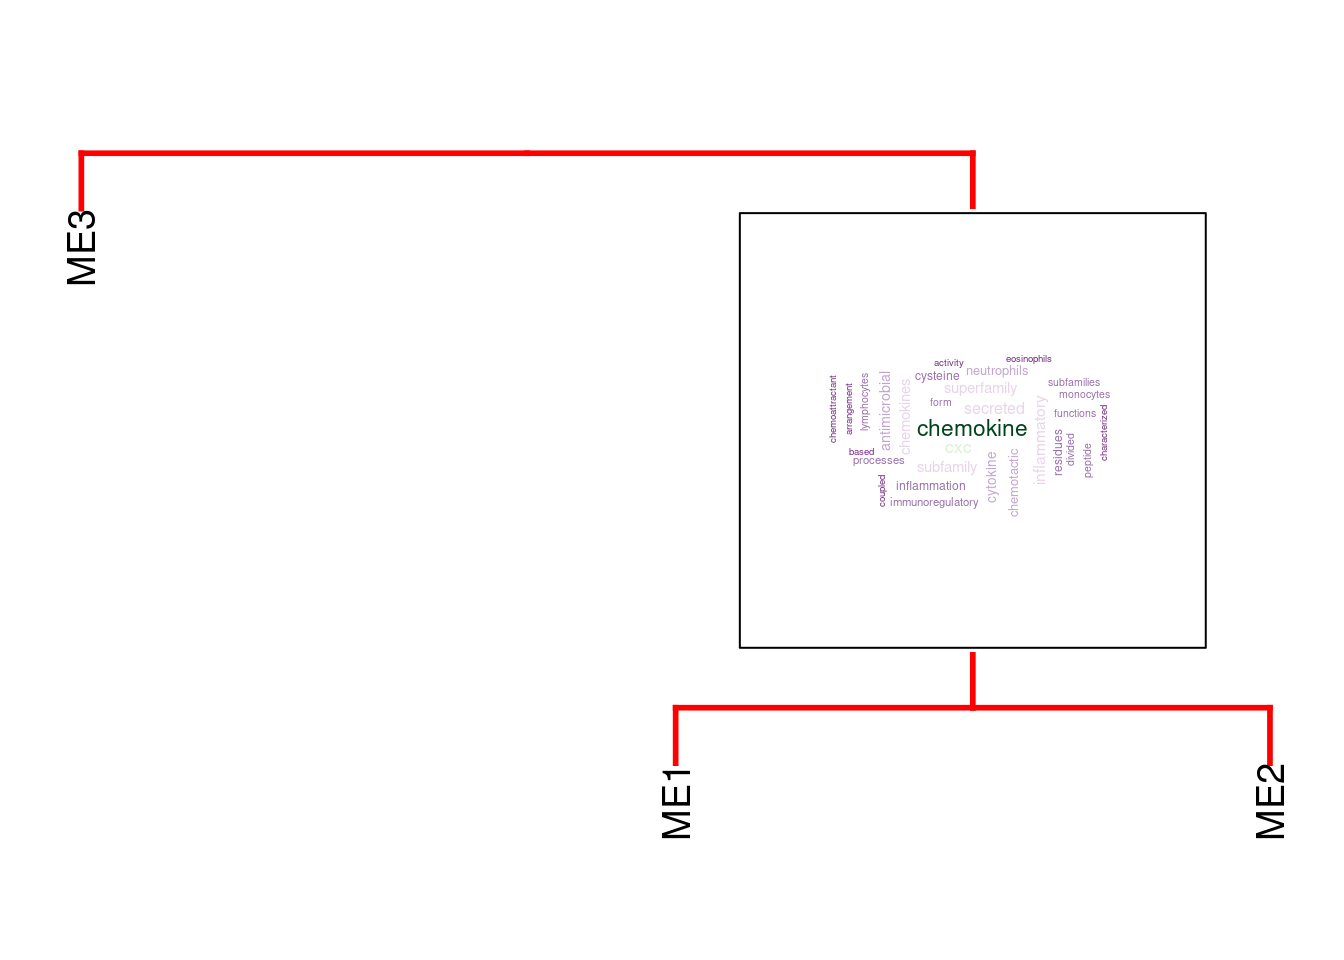 ME3
activity
eosinophils
cysteine
neutrophils
superfamily
subfamilies
monocytes
form
secreted
functions
chemoattractant
arrangement
lymphocytes
antimicrobial
chemokines
chemokine
cxc
inflammatory
residues
divided
peptide
characterized
based
processes
subfamily
coupled
inflammation
immunoregulatory
cytokine
chemotactic
ME1
ME2